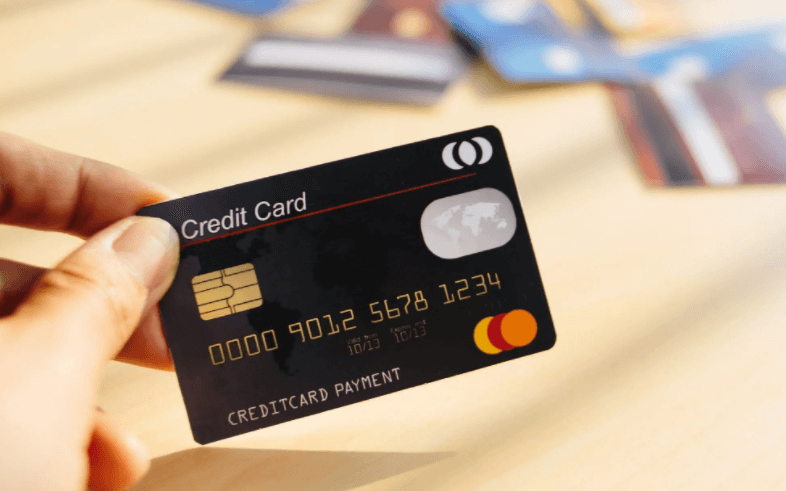 Credit Card
0000 9012 5678 1234
10/13 10/13
CREDITCARD PAYMENT